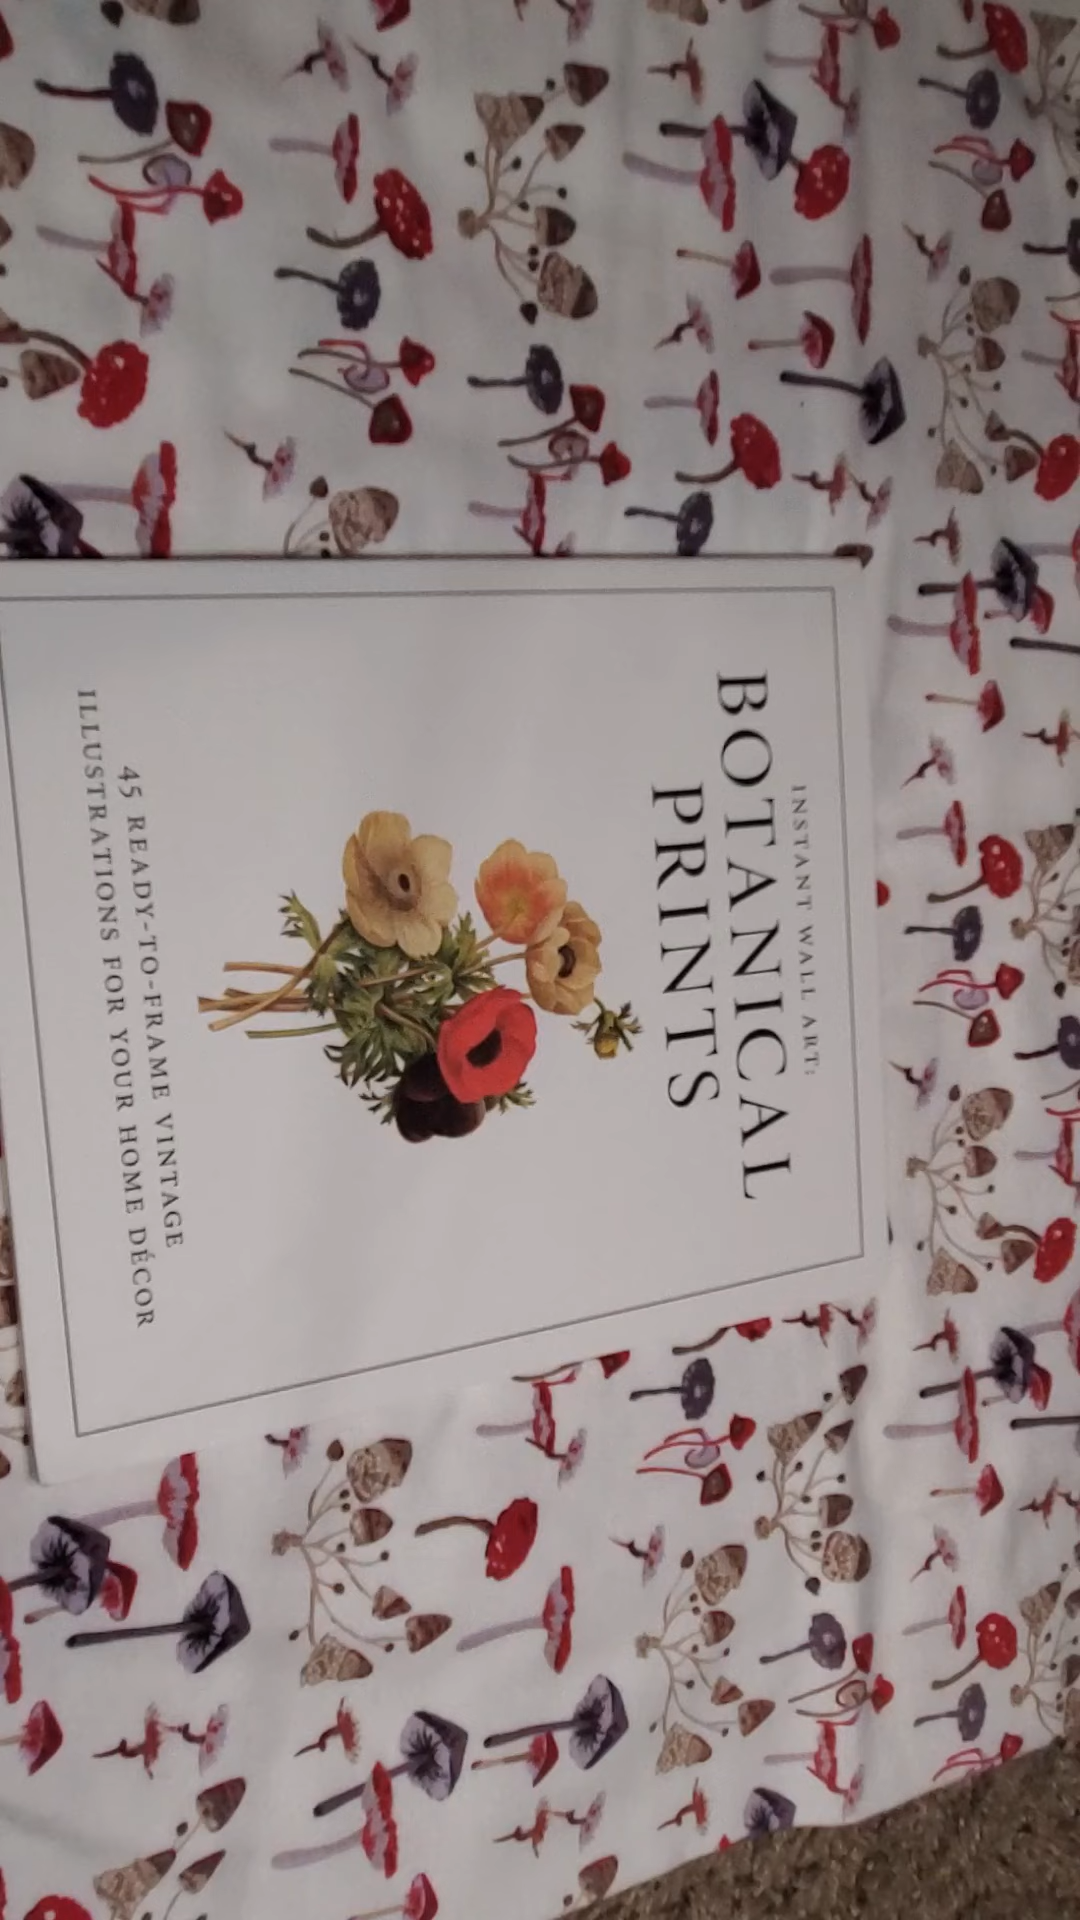 INSTANT WALL ART:
BOTANICAL
PRINTS
45 READY-TO-FRAME VINTAGE
ILLUSTRATIONS FOR YOUR HOME DÉCOR